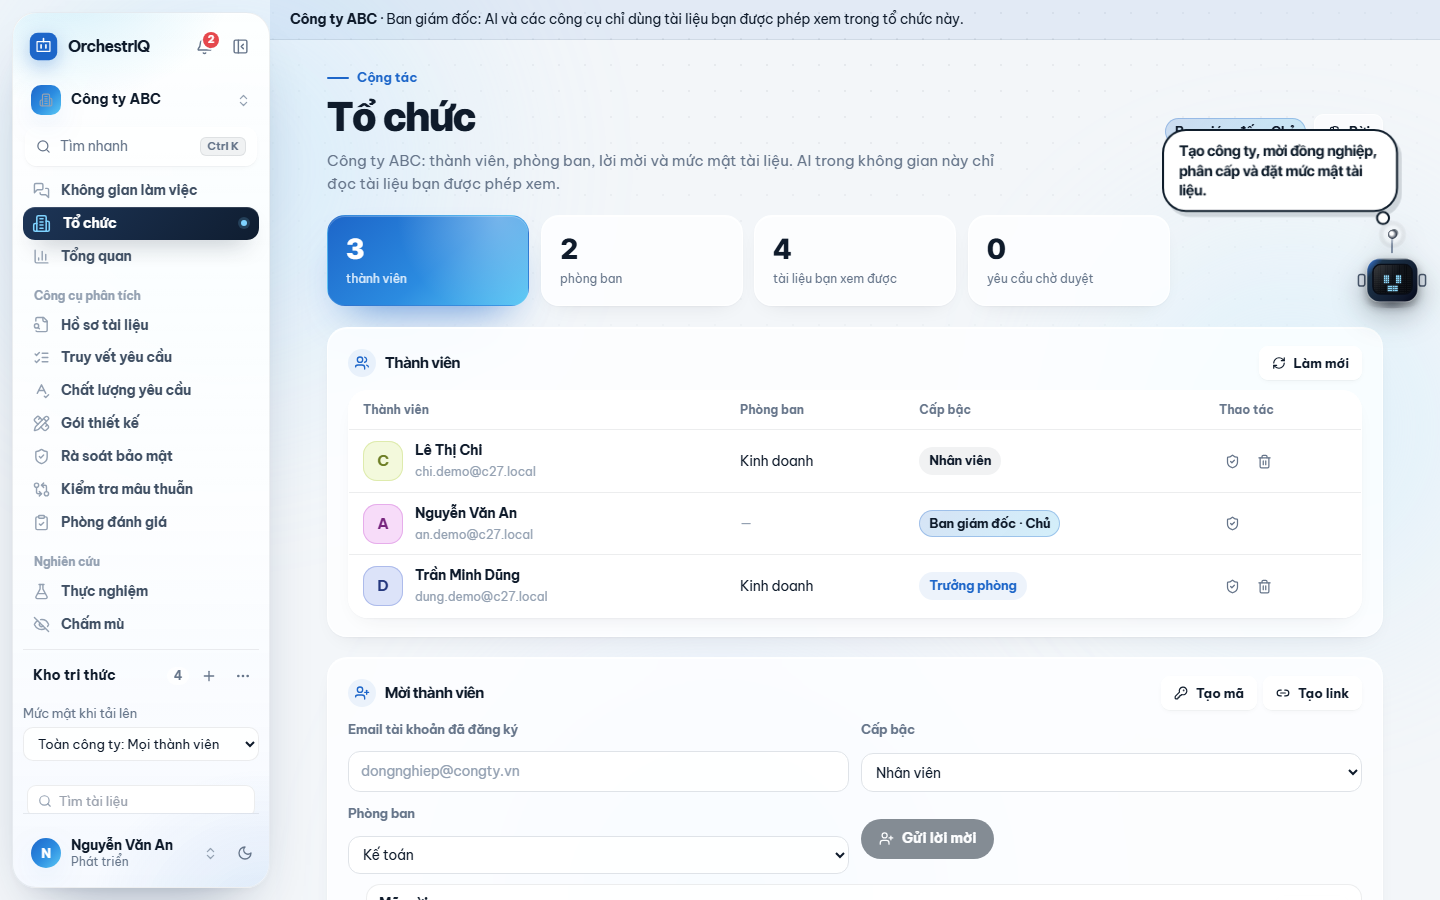 Công ty ABC · Ban giám đốc: AI và các công cụ chỉ dùng tài liệu bạn được phép xem trong tổ chức này.
OrchestrIQ
2
Công ty ABC
Tìm nhanh
Ctrl K
Không gian làm việc
Tổ chức
Tổng quan
Công cụ phân tích
Hồ sơ tài liệu
Truy vết yêu cầu
Chất lượng yêu cầu
Gói thiết kế
Rà soát bảo mật
Kiểm tra mâu thuẫn
Phòng đánh giá
Nghiên cứu
Thực nghiệm
Chấm mù
Kho tri thức
4
Mức mật khi tải lên
Toàn công ty: Mọi thành viên
Tìm tài liệu
N
Nguyễn Văn An
Phát triển
Cộng tác
Tổ chức
Công ty ABC: thành viên, phòng ban, lời mời và mức mật tài liệu. AI trong không gian này chỉ
đọc tài liệu bạn được phép xem.
Tạo công ty, mời đồng nghiệp,
phân cấp và đặt mức mật tài
liệu.
3
thành viên
2
phòng ban
4
tài liệu bạn xem được
0
yêu cầu chờ duyệt
Thành viên
Làm mới
Thành viên
Phòng ban
Cấp bậc
Thao tác
C
Lê Thị Chi
chi.demo@c27.local
Kinh doanh
Nhân viên
A
Nguyễn Văn An
an.demo@c27.local
—
Ban giám đốc · Chủ
D
Trần Minh Dũng
dung.demo@c27.local
Kinh doanh
Trưởng phòng
Mời thành viên
Tạo mã
Tạo link
Email tài khoản đã đăng ký
Cấp bậc
dongnghiep@congty.vn
Nhân viên
Phòng ban
Kế toán
Gửi lời mời